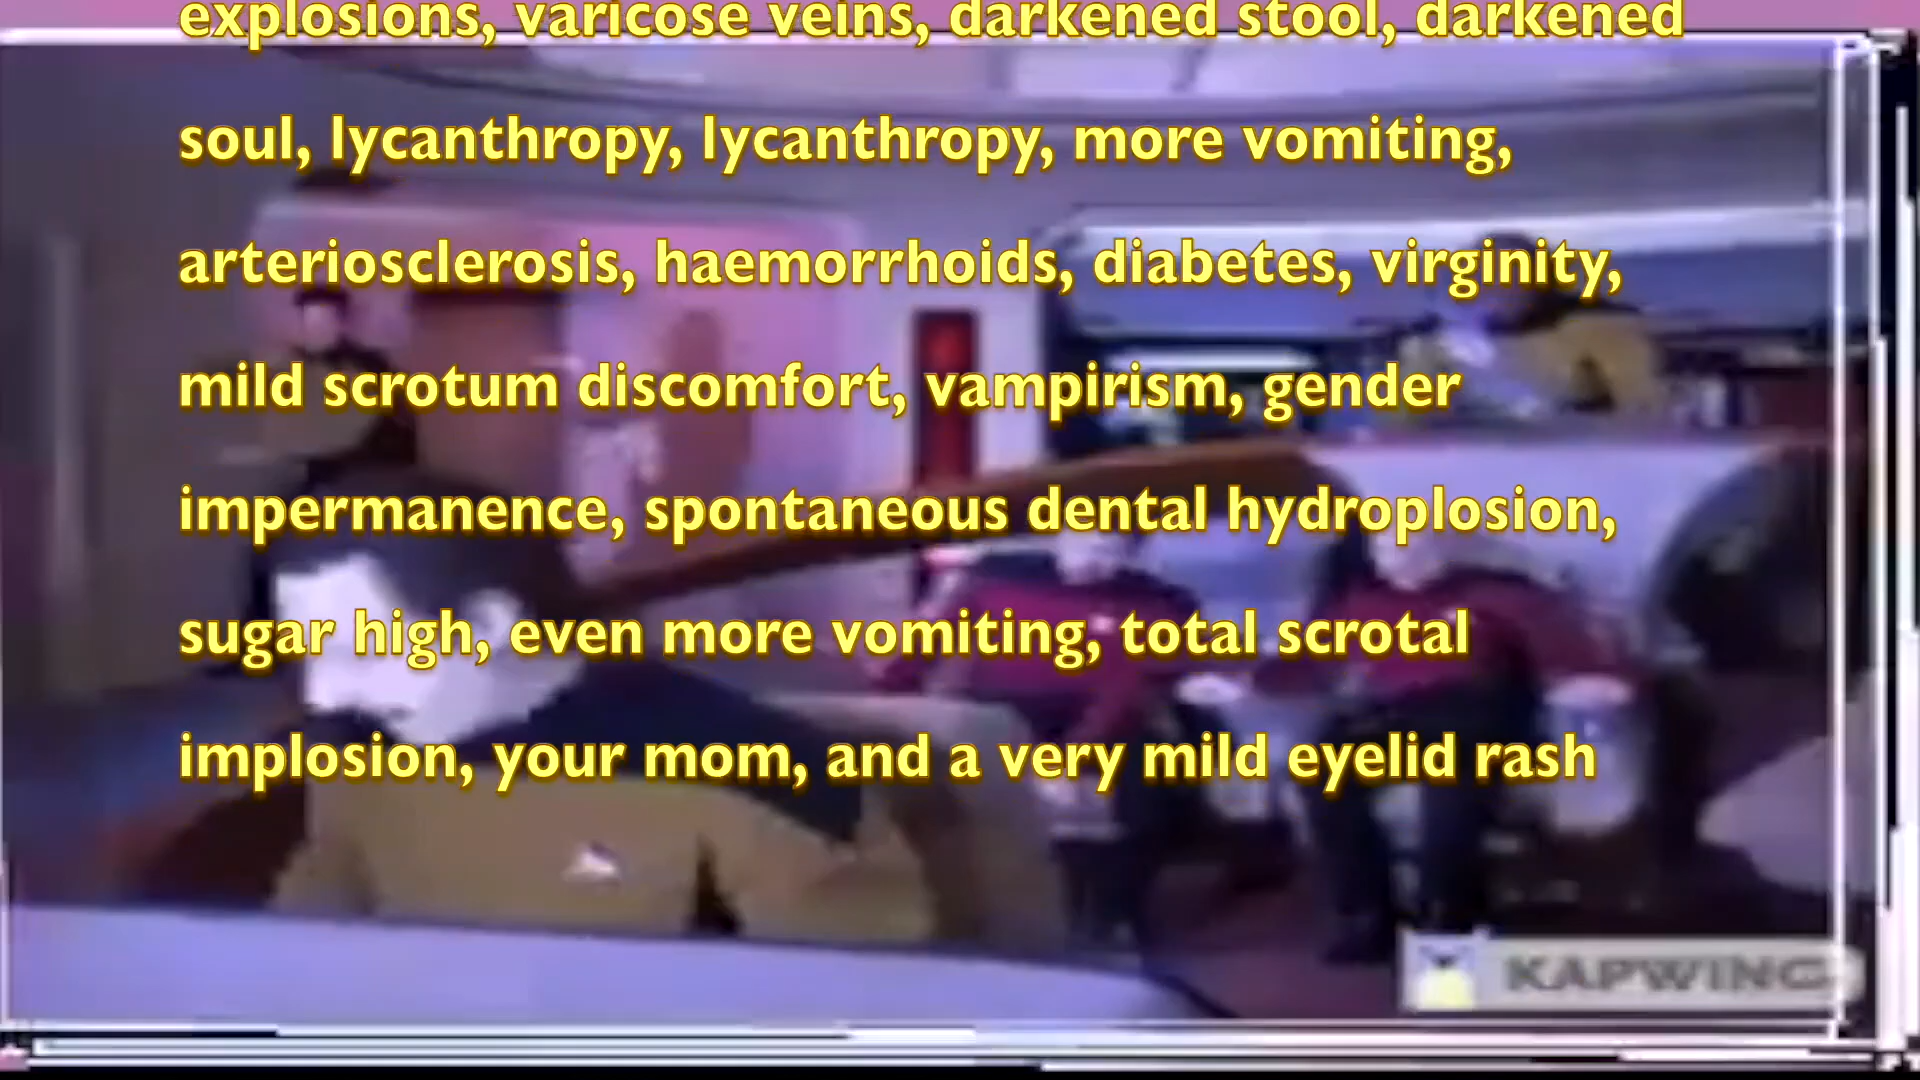 explosions, varicose veins, darkened stool, darkened
soul, lycanthropy, lycanthropy, more vomiting,
arteriosclerosis, haemorrhoids, diabetes, virginity,
mild scrotum discomfort, vampirism, gender
impermanence, spontaneous dental hydroplosion,
sugar high, even more vomiting, total scrotal
implosion, your mom, and a very mild eyelid rash
KAPWING